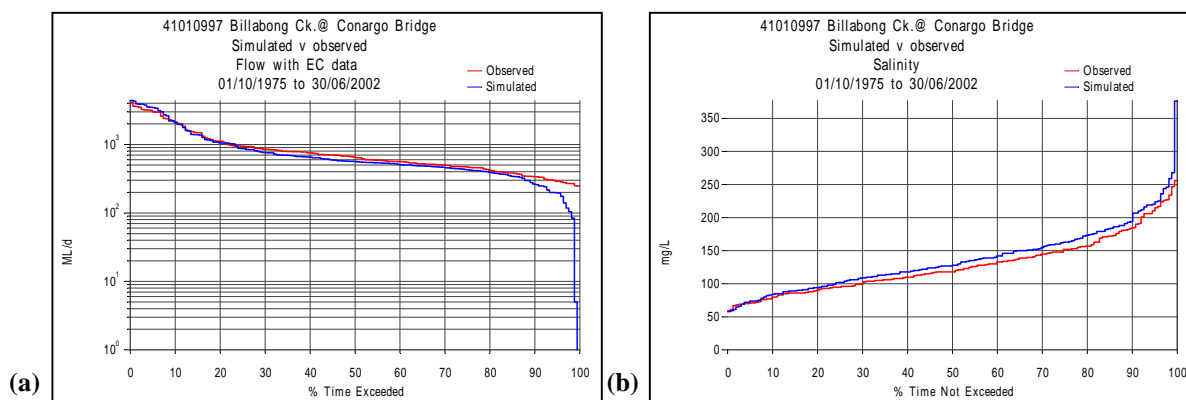 41010997 Billabong Ck.@ Conargo Bridge
Simulated v observed
Flow with EC data
01/10/1975 to 30/06/2002
Observed
Simulated
10³
10²
10¹
10⁰
ML/d
0 10 20 30 40 50 60 70 80 90 100
% Time Exceeded
(a)
41010997 Billabong Ck.@ Conargo Bridge
Simulated v observed
Salinity
01/10/1975 to 30/06/2002
Observed
Simulated
350
300
250
200
150
100
50
0
mg/L
0 10 20 30 40 50 60 70 80 90 100
% Time Not Exceeded
(b)